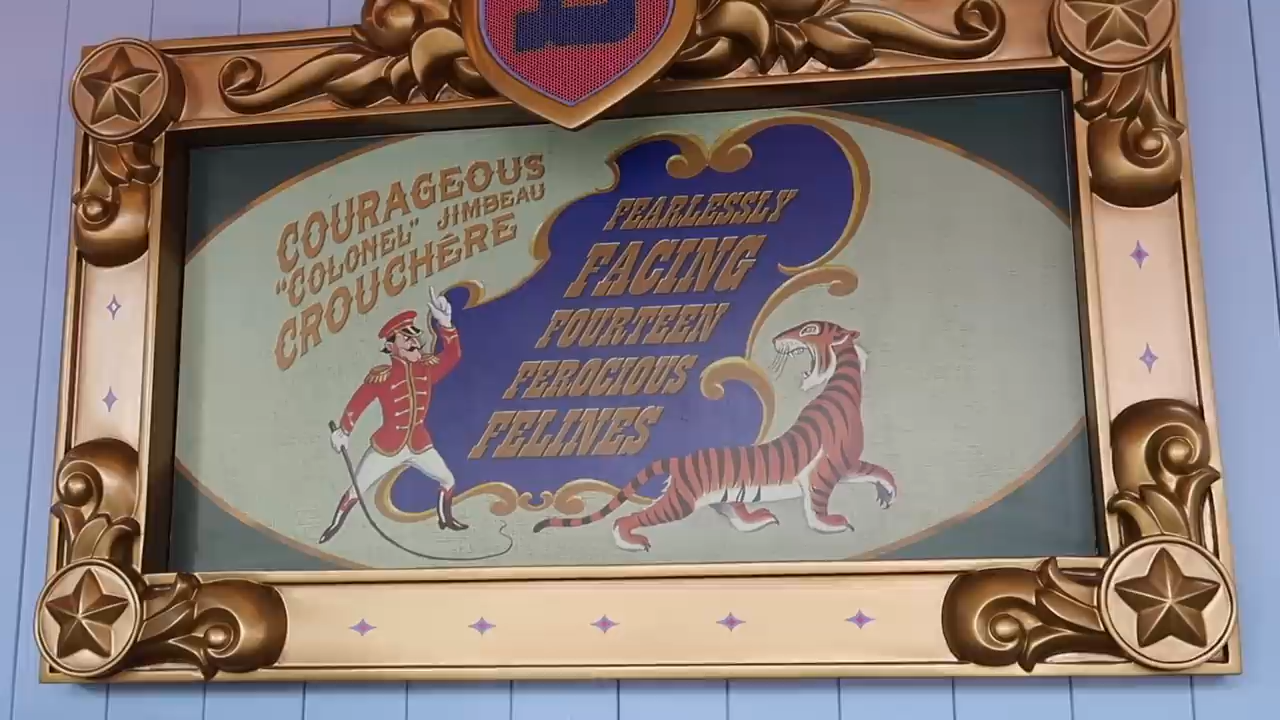 COURAGEOUS
"COLONEL" JIMBEAU
CROUCHÈRE
FEARLESSLY
FACING
FOURTEEN
FEROCIOUS
FELINES